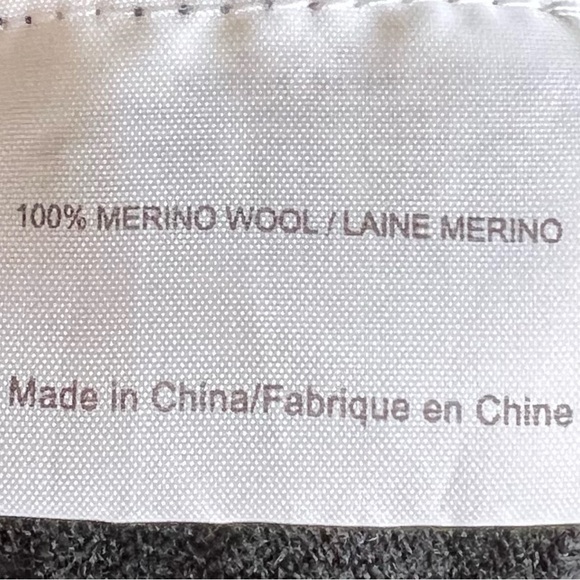 100% MERINO WOOL / LAINE MERINO
Made in China/Fabrique en Chine